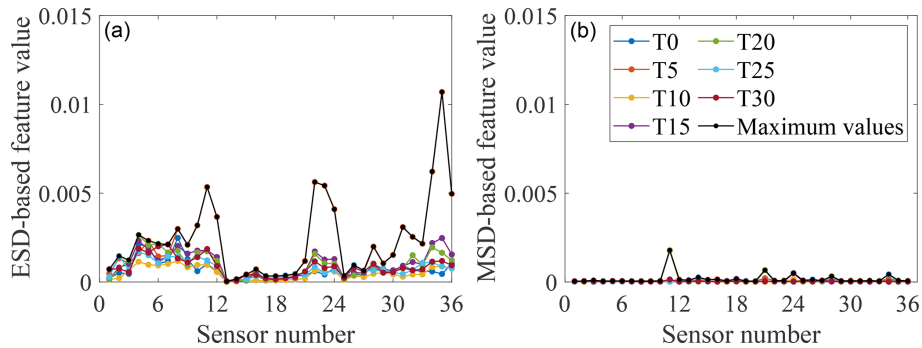 (a)
ESD-based feature value
0.015
0.01
0.005
0
0 6 12 18 24 30 36
Sensor number
(b)
MSD-based feature value
0.015
0.01
0.005
0
0 6 12 18 24 30 36
Sensor number
T0 T20
T5 T25
T10 T30
T15 Maximum values